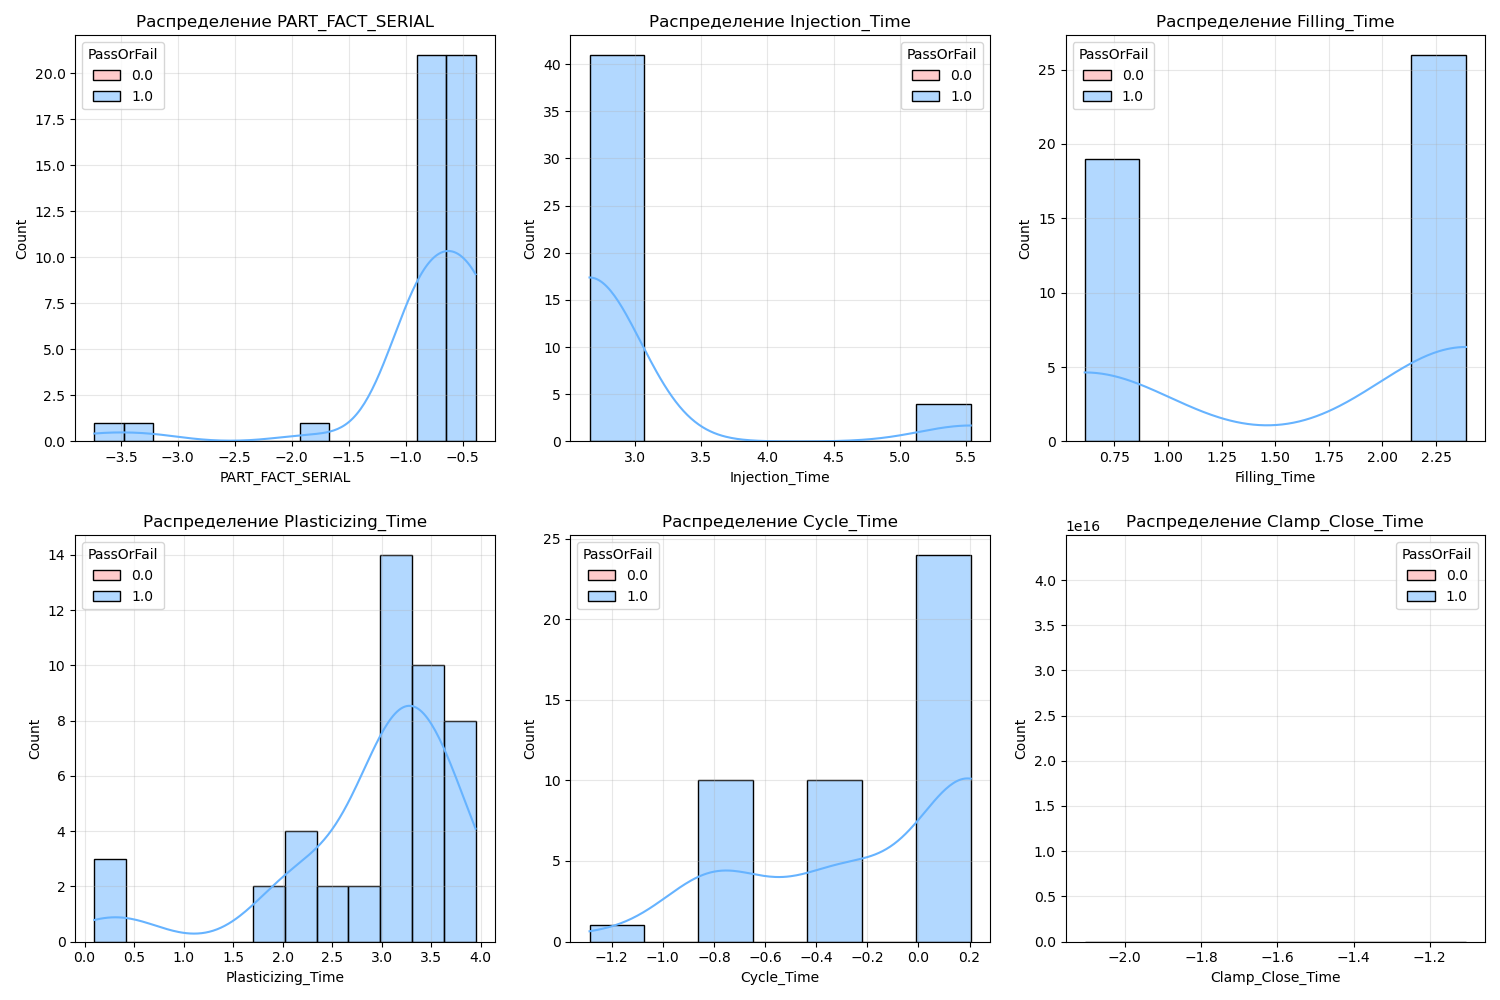 Распределение PART_FACT_SERIAL
PassOrFail
0.0
1.0
20.0
17.5
15.0
12.5
10.0
7.5
5.0
2.5
0.0
Count
−3.5 −3.0 −2.5 −2.0 −1.5 −1.0 −0.5
PART_FACT_SERIAL
Распределение Injection_Time
PassOrFail
0.0
1.0
40
35
30
25
20
15
10
5
0
Count
3.0 3.5 4.0 4.5 5.0 5.5
Injection_Time
Распределение Filling_Time
PassOrFail
0.0
1.0
25
20
15
10
5
0
Count
0.75 1.00 1.25 1.50 1.75 2.00 2.25
Filling_Time
Распределение Plasticizing_Time
PassOrFail
0.0
1.0
14
12
10
8
6
4
2
0
Count
0.0 0.5 1.0 1.5 2.0 2.5 3.0 3.5 4.0
Plasticizing_Time
Распределение Cycle_Time
PassOrFail
0.0
1.0
25
20
15
10
5
0
Count
−1.2 −1.0 −0.8 −0.6 −0.4 −0.2 0.0 0.2
Cycle_Time
1e16 Распределение Clamp_Close_Time
PassOrFail
0.0
1.0
4.0
3.5
3.0
2.5
2.0
1.5
1.0
0.5
0.0
Count
−2.0 −1.8 −1.6 −1.4 −1.2
Clamp_Close_Time